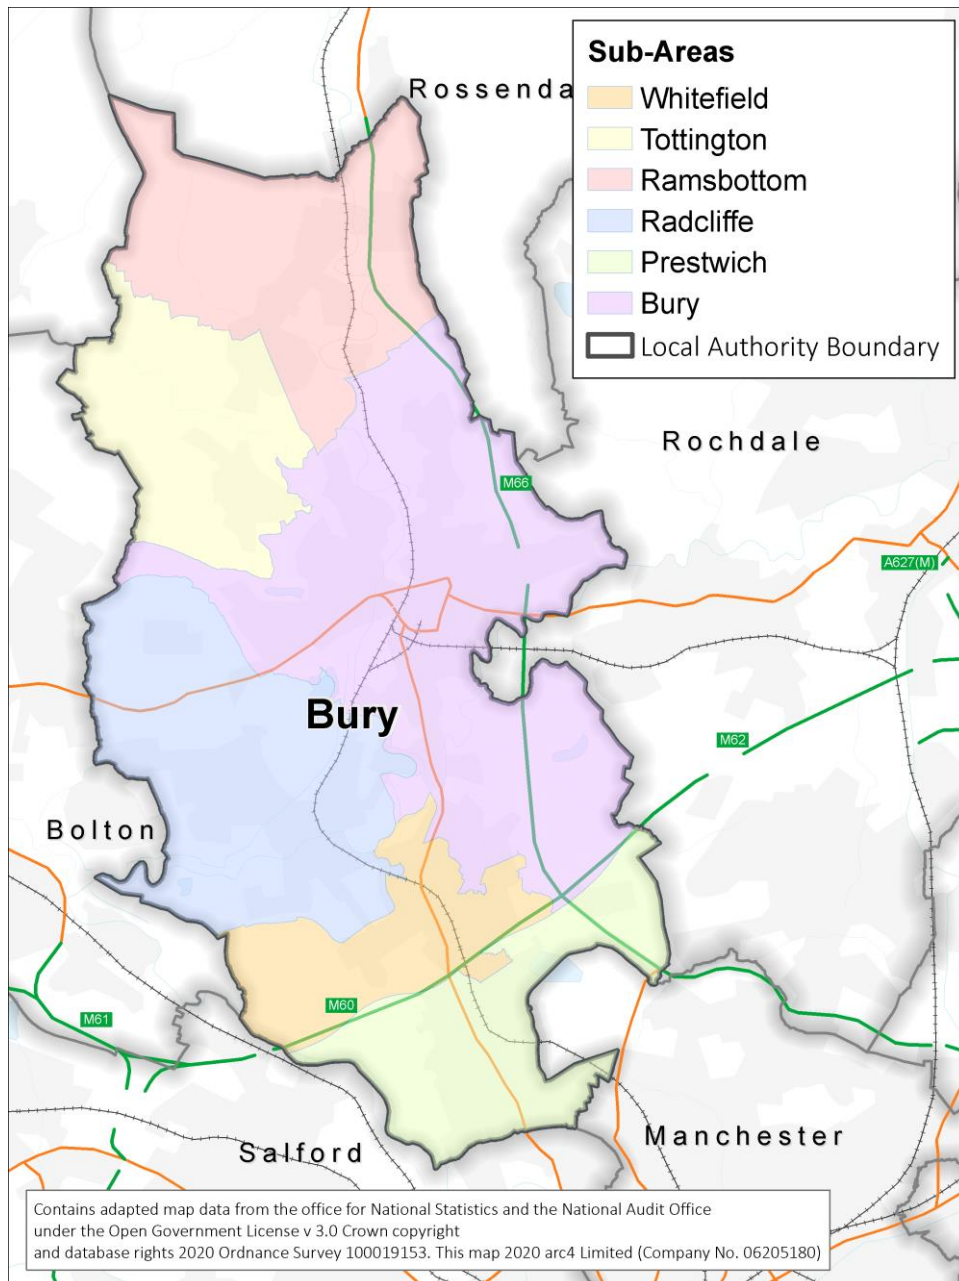 Sub-Areas
Whitefield
Tottington
Ramsbottom
Radcliffe
Prestwich
Bury
Local Authority Boundary
Rossenda
Rochdale
M66
A627(M)
Bury
M62
Bolton
M60
M61
Manchester
Salford
Contains adapted map data from the office for National Statistics and the National Audit Office
under the Open Government License v 3.0 Crown copyright
and database rights 2020 Ordnance Survey 100019153. This map 2020 arc4 Limited (Company No. 06205180)